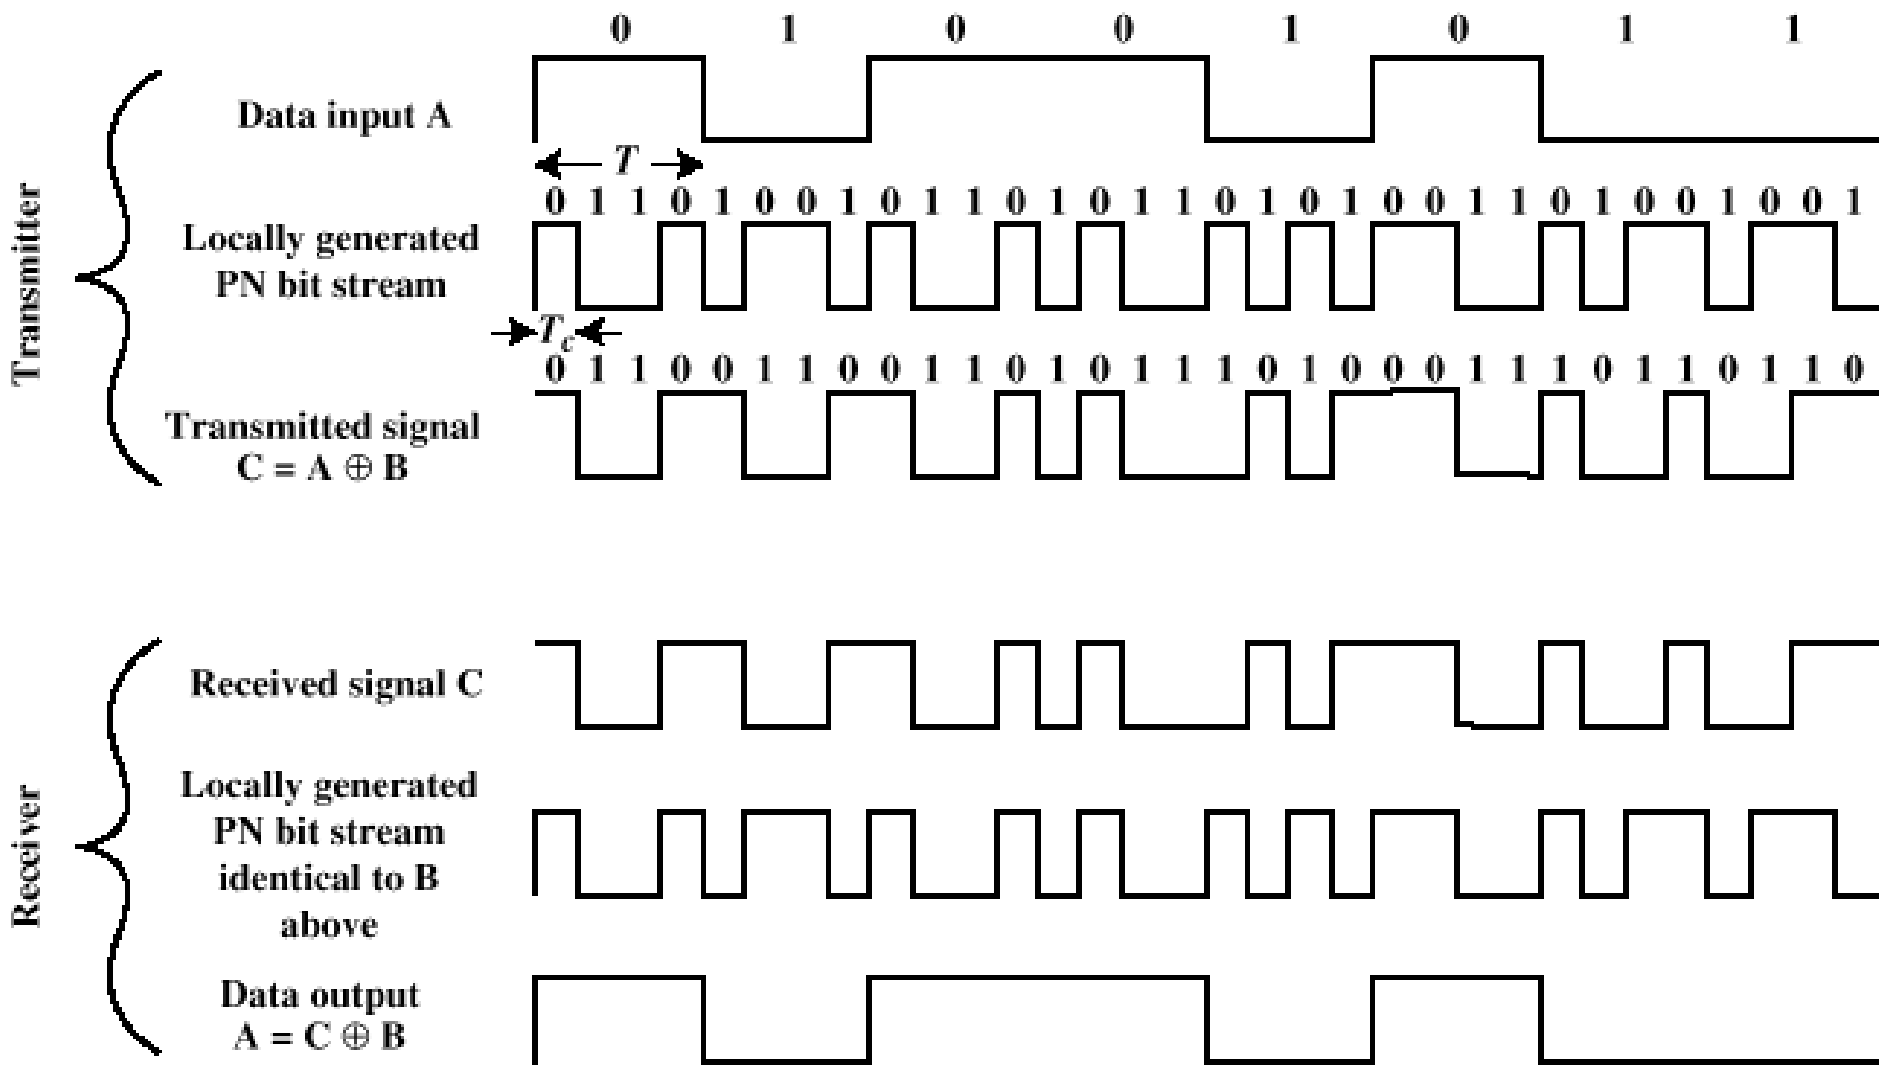 0 1 0 0 1 0 1 1
Data input A
T
0 1 1 0 1 0 0 1 0 1 1 0 1 0 1 1 0 1 0 1 0 0 1 1 0 1 0 0 1 0 0 1
Locally generated
PN bit stream
Tc
0 1 1 0 0 1 1 0 0 1 1 0 1 0 1 1 1 0 1 0 0 0 1 1 1 0 1 1 0 1 1 0
Transmitted signal
C = A ⊕ B
Transmitter
Received signal C
Locally generated
PN bit stream
identical to B
above
Data output
A = C ⊕ B
Receiver